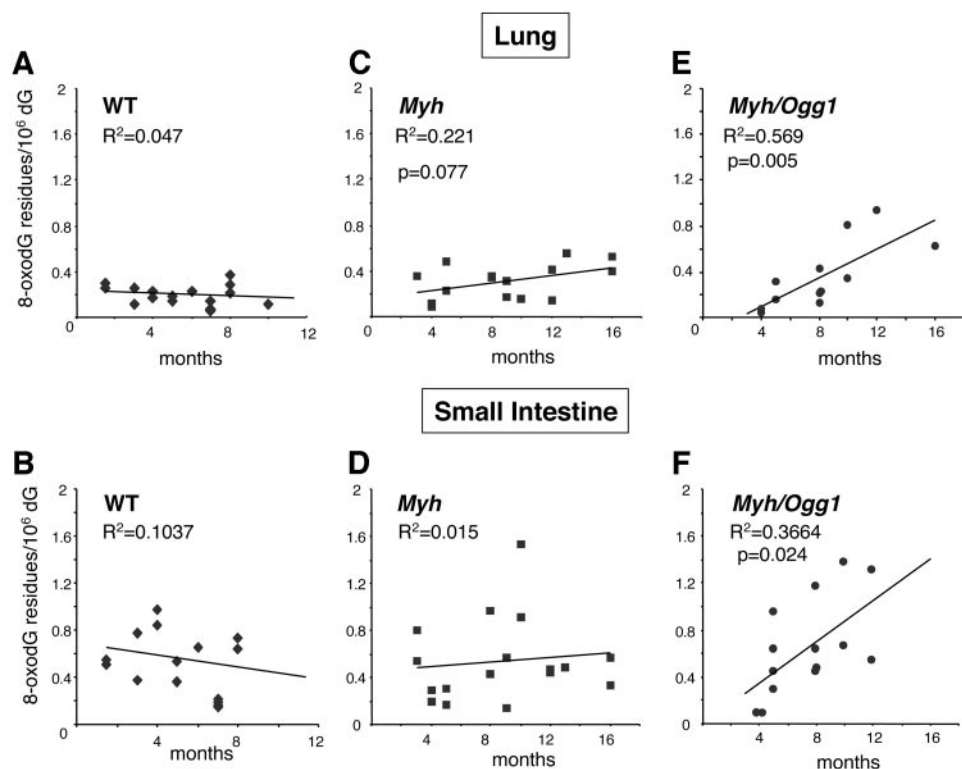 Lung
A
WT
R²=0.047
8-oxodG residues/10⁶ dG
2
1.6
1.2
0.8
0.4
0
4
8
12
months
C
Myh
R²=0.221
p=0.077
2
1.6
1.2
0.8
0.4
0
4
8
12
16
months
E
Myh/Ogg1
R²=0.569
p=0.005
2
1.6
1.2
0.8
0.4
0
4
8
12
16
months
Small Intestine
B
WT
R²=0.1037
8-oxodG residues/10⁶ dG
2
1.6
1.2
0.8
0.4
0
4
8
12
months
D
Myh
R²=0.015
2
1.6
1.2
0.8
0.4
0
4
8
12
16
months
F
Myh/Ogg1
R²=0.3664
p=0.024
2
1.6
1.2
0.8
0.4
0
4
8
12
16
months